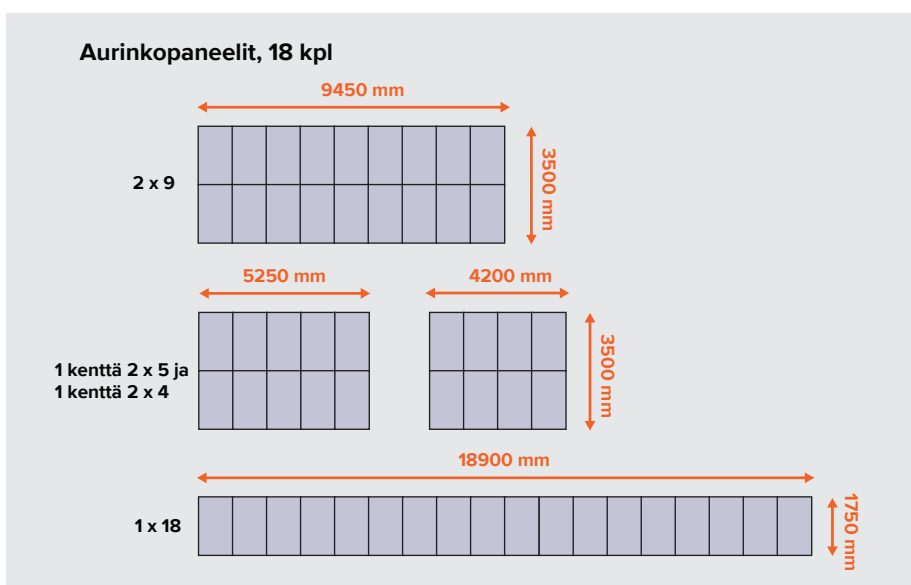 Aurinkopaneelit, 18 kpl
9450 mm
2 x 9
3500 mm
5250 mm
4200 mm
1 kenttä 2 x 5 ja
1 kenttä 2 x 4
3500 mm
18900 mm
1 x 18
1750 mm